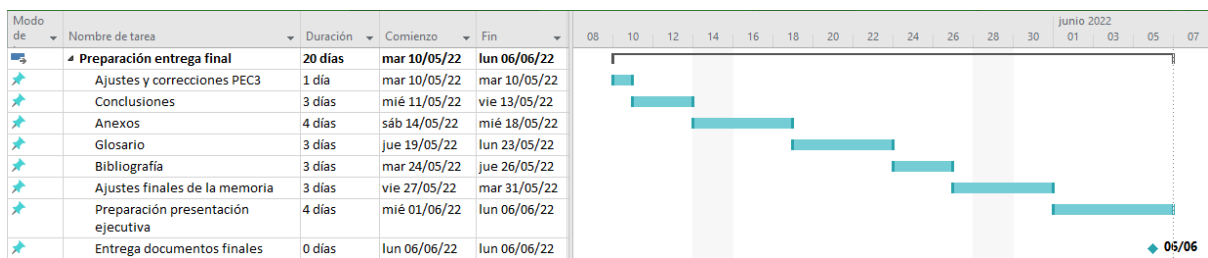 Modo de Nombre de tarea Duración Comienzo Fin
junio 2022
08 10 12 14 16 18 20 22 24 26 28 30 01 03 05 07
Preparación entrega final 20 días mar 10/05/22 lun 06/06/22
Ajustes y correcciones PEC3 1 día mar 10/05/22 mar 10/05/22
Conclusiones 3 días mié 11/05/22 vie 13/05/22
Anexos 4 días sáb 14/05/22 mié 18/05/22
Glosario 3 días jue 19/05/22 lun 23/05/22
Bibliografía 3 días mar 24/05/22 jue 26/05/22
Ajustes finales de la memoria 3 días vie 27/05/22 mar 31/05/22
Preparación presentación 4 días mié 01/06/22 lun 06/06/22
ejecutiva
Entrega documentos finales 0 días lun 06/06/22 lun 06/06/22 06/06